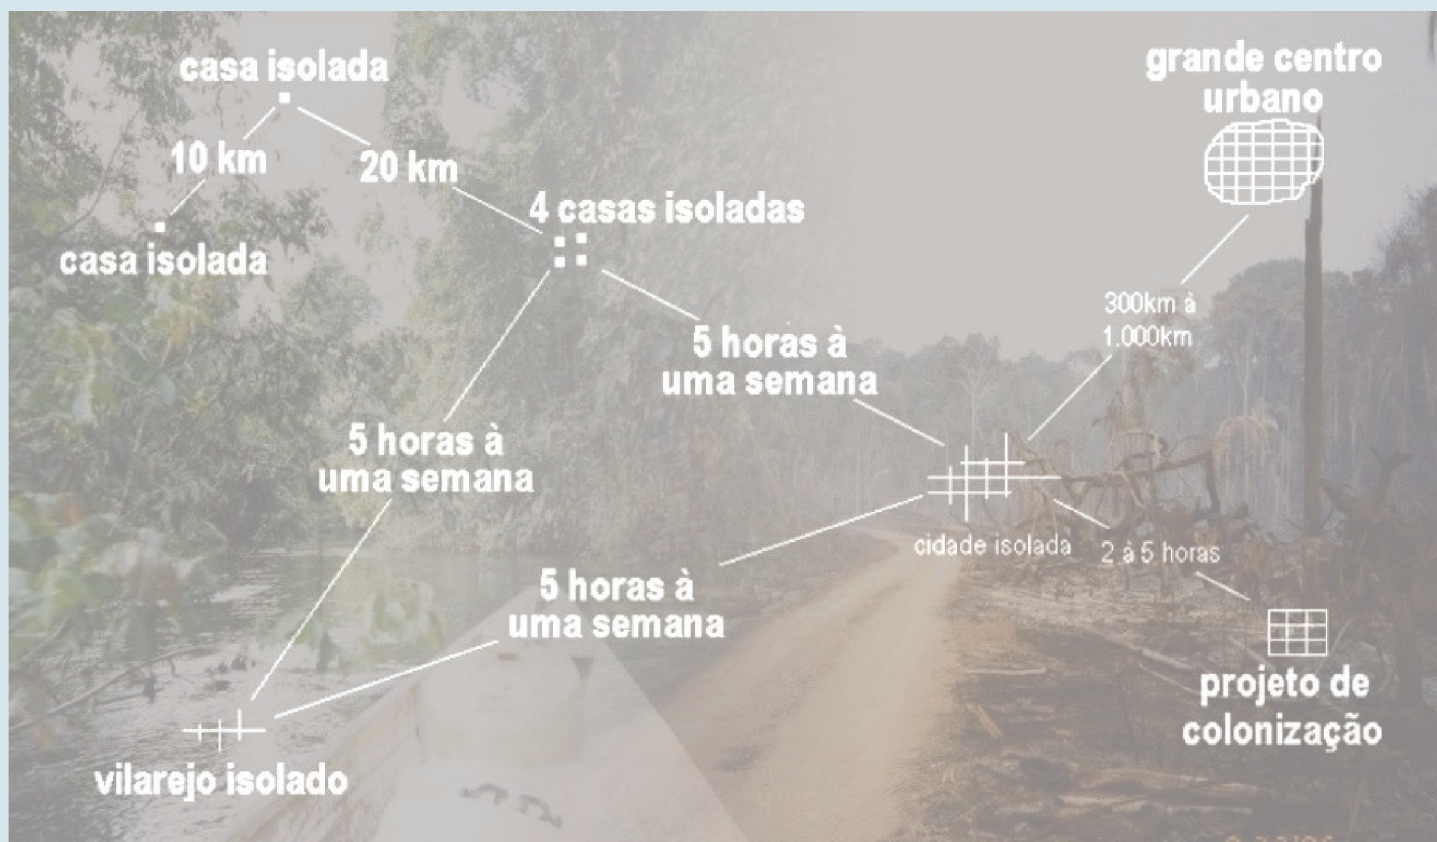 casa isolada
10 km
20 km
casa isolada
4 casas isoladas
grande centro
urbano
300km à
1.000km
5 horas à
uma semana
5 horas à
uma semana
cidade isolada
2 à 5 horas
5 horas à
uma semana
projeto de
colonização
vilarejo isolado